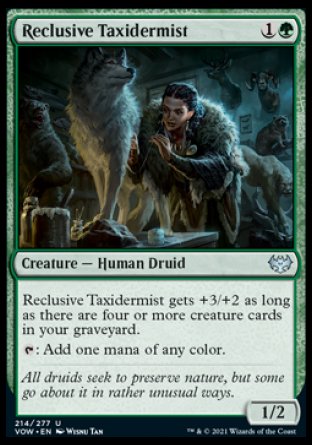 Reclusive Taxidermist 1
Creature — Human Druid
Reclusive Taxidermist gets +3/+2 as long
as there are four or more creature cards
in your graveyard.
: Add one mana of any color.
All druids seek to preserve nature, but some
go about it in rather unusual ways.
1/2
214/277 U
VOW • EN Wisnu Tan
™ & © 2021 Wizards of the Coast